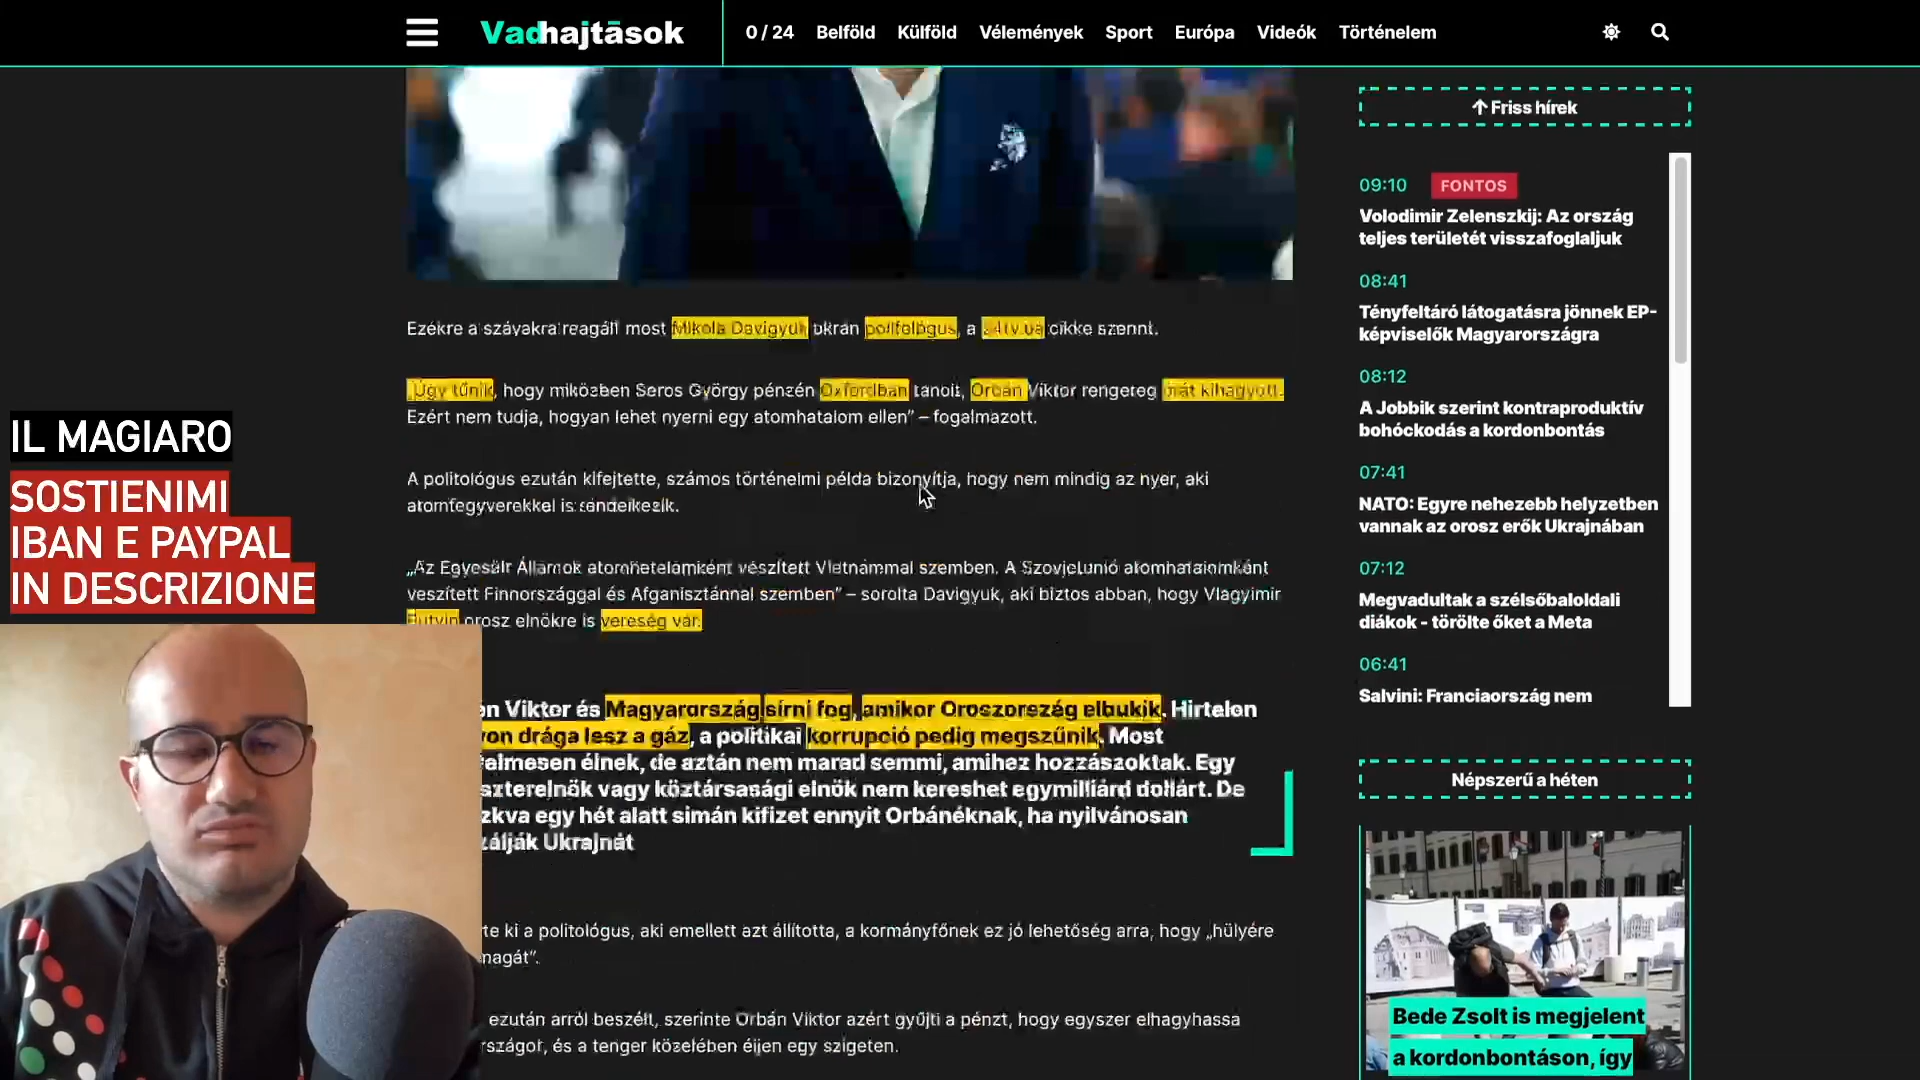 Vadhajtások
0 / 24 Belföld Külföld Vélemények Sport Európa Videók Történelem
Ezekre a szavakra reagált most Mikola Davigyuk ukrán politológus, a 24tv.ua cikke szerint.
„Úgy tűnik, hogy miközben Soros György pénzén Oxfordban tanult, Orbán Viktor rengeteg órát kihagyott.
Ezért nem tudja, hogyan lehet nyerni egy atomhatalom ellen” – fogalmazott.
A politológus ezután kifejtette, számos történelmi példa bizonyítja, hogy nem mindig az nyer, aki
atomfegyverekkel is rendelkezik.
„Az Egyesült Államok atomhatalomként veszített Vietnámmal szemben. A Szovjetunió atomhatalomként
veszített Finnországgal és Afganisztánnal szemben” – sorolta Davigyuk, aki biztos abban, hogy Vlagyimir
Putyin orosz elnökre is vereség vár.
n Viktor és Magyarország sírni fog, amikor Oroszország elbukik. Hirtelen
von drága lesz a gáz, a politikai korrupció pedig megszűnik. Most
elmesen élnek, de aztán nem marad semmi, amihez hozzászoktak. Egy
szterelnök vagy köztársasági elnök nem kereshet egymilliárd dollárt. De
zkva egy hét alatt simán kifizet ennyit Orbánéknak, ha nyilvánosan
zálják Ukrajnát
rte ki a politológus, aki emellett azt állította, a kormányfőnek ez jó lehetőség arra, hogy „hülyére
magát”.
ezután arról beszélt, szerinte Orbán Viktor azért gyűjti a pénzt, hogy egyszer elhagyhassa
rszágot, és a tenger közelében éljen egy szigeten.
IL MAGIARO
SOSTIENIMI
IBAN E PAYPAL
IN DESCRIZIONE
↑ Friss hírek
09:10 FONTOS
Volodimir Zelenszkij: Az ország
teljes területét visszafoglaljuk
08:41
Tényfeltáró látogatásra jönnek EP-
képviselők Magyarországra
08:12
A Jobbik szerint kontraproduktív
bohóckodás a kordonbontás
07:41
NATO: Egyre nehezebb helyzetben
vannak az orosz erők Ukrajnában
07:12
Megvadultak a szélsőbaloldali
diákok - törölte őket a Meta
06:41
Salvini: Franciaország nem
Népszerű a héten
Bede Zsolt is megjelent
a kordonbontáson, így